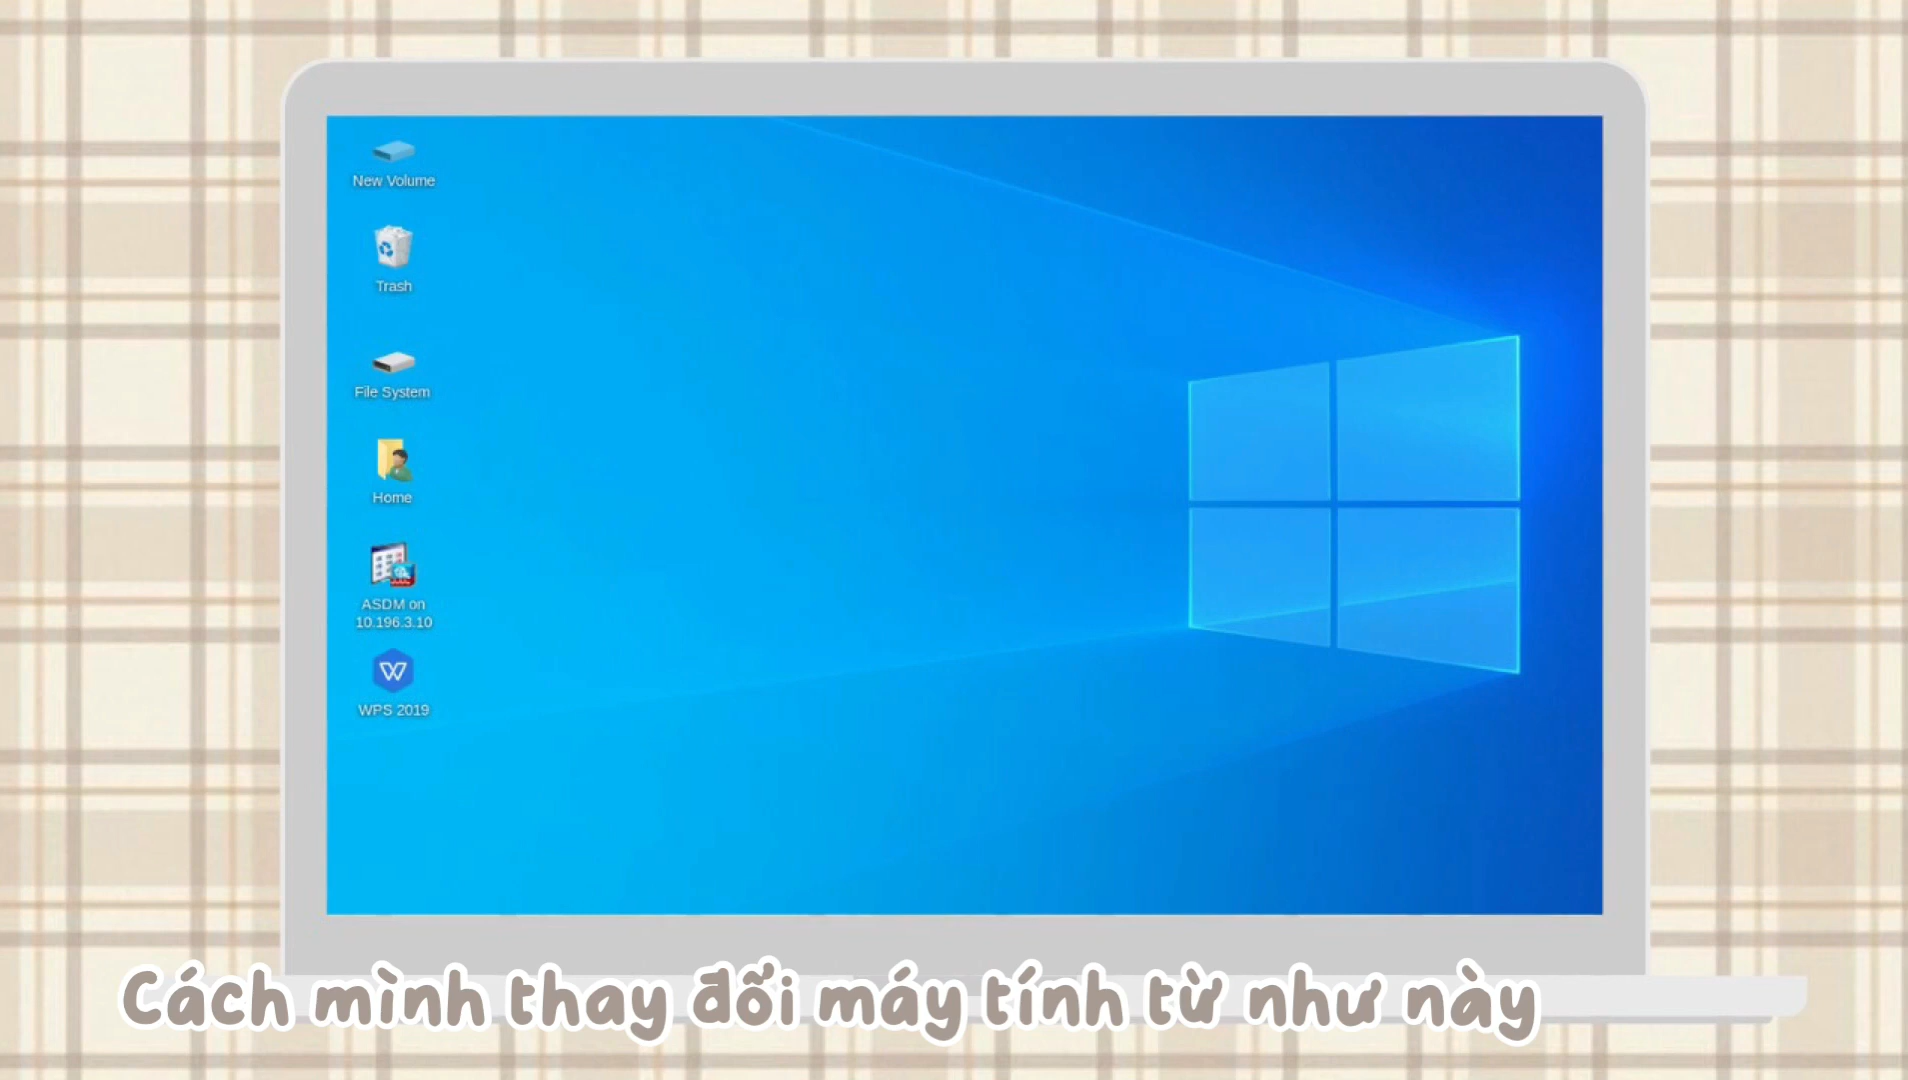 New Volume
Trash
File System
Home
ASDM on
10.196.3.10
WPS 2019
Cách mình thay đổi máy tính từ như này